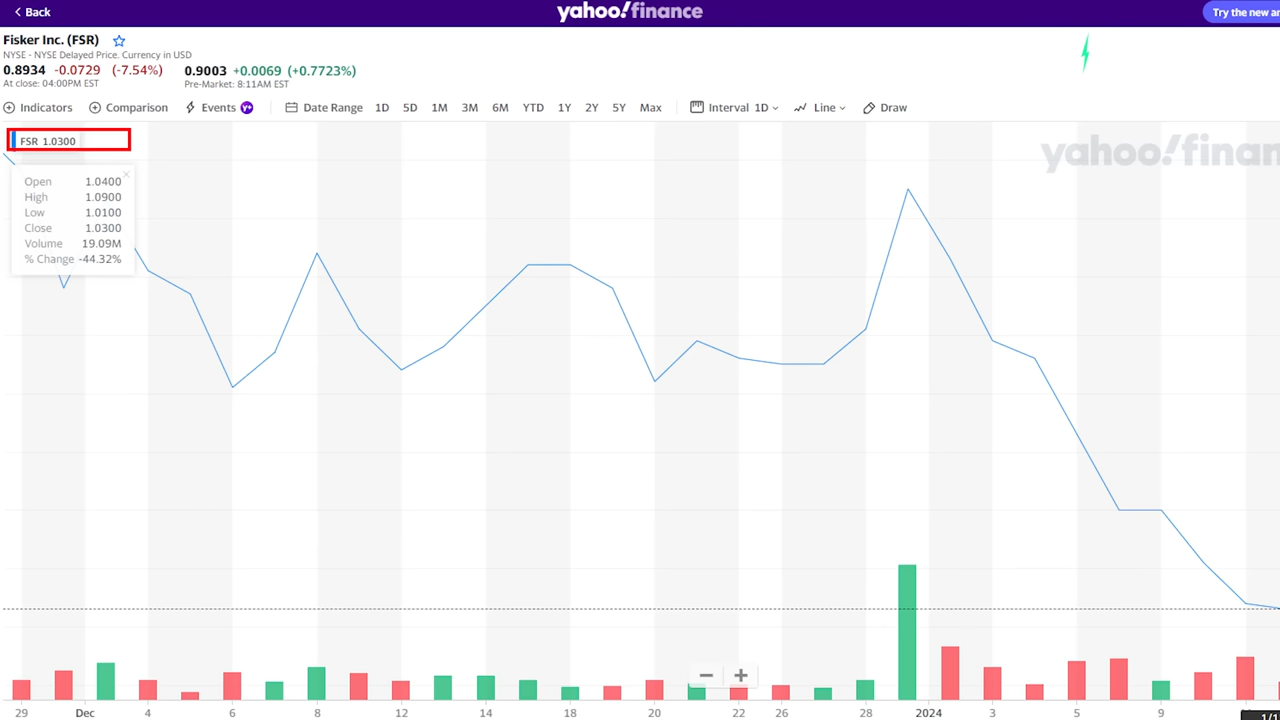 Back
yahoo!finance
Try the new
Fisker Inc. (FSR)
NYSE - NYSE Delayed Price. Currency in USD
0.8934 -0.0729 (-7.54%) 0.9003 +0.0069 (+0.7723%)
At close: 04:00PM EST Pre-Market: 8:11AM EST
Indicators Comparison Events Y+ Date Range 1D 5D 1M 3M 6M YTD 1Y 2Y 5Y Max Interval 1D Line Draw
FSR 1.0300
yahoo!finan
Open 1.0400
High 1.0900
Low 1.0100
Close 1.0300
Volume 19.09M
% Change -44.32%
29 Dec 4 6 8 12 14 18 20 22 26 28 2024 3 5 9